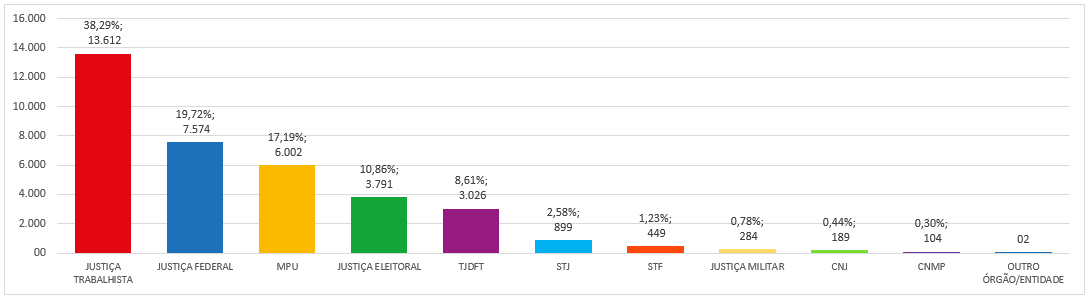 16.000
14.000
12.000
10.000
8.000
6.000
4.000
2.000
00
38,29%;
13.612
19,72%;
7.574
17,19%;
6.002
10,86%;
3.791
8,61%;
3.026
2,58%;
899
1,23%;
449
0,78%;
284
0,44%;
189
0,30%;
104
02
JUSTIÇA
TRABALHISTA
JUSTIÇA FEDERAL
MPU
JUSTIÇA ELEITORAL
TJDFT
STJ
STF
JUSTIÇA MILITAR
CNJ
CNMP
OUTRO
ÓRGÃO/ENTIDADE